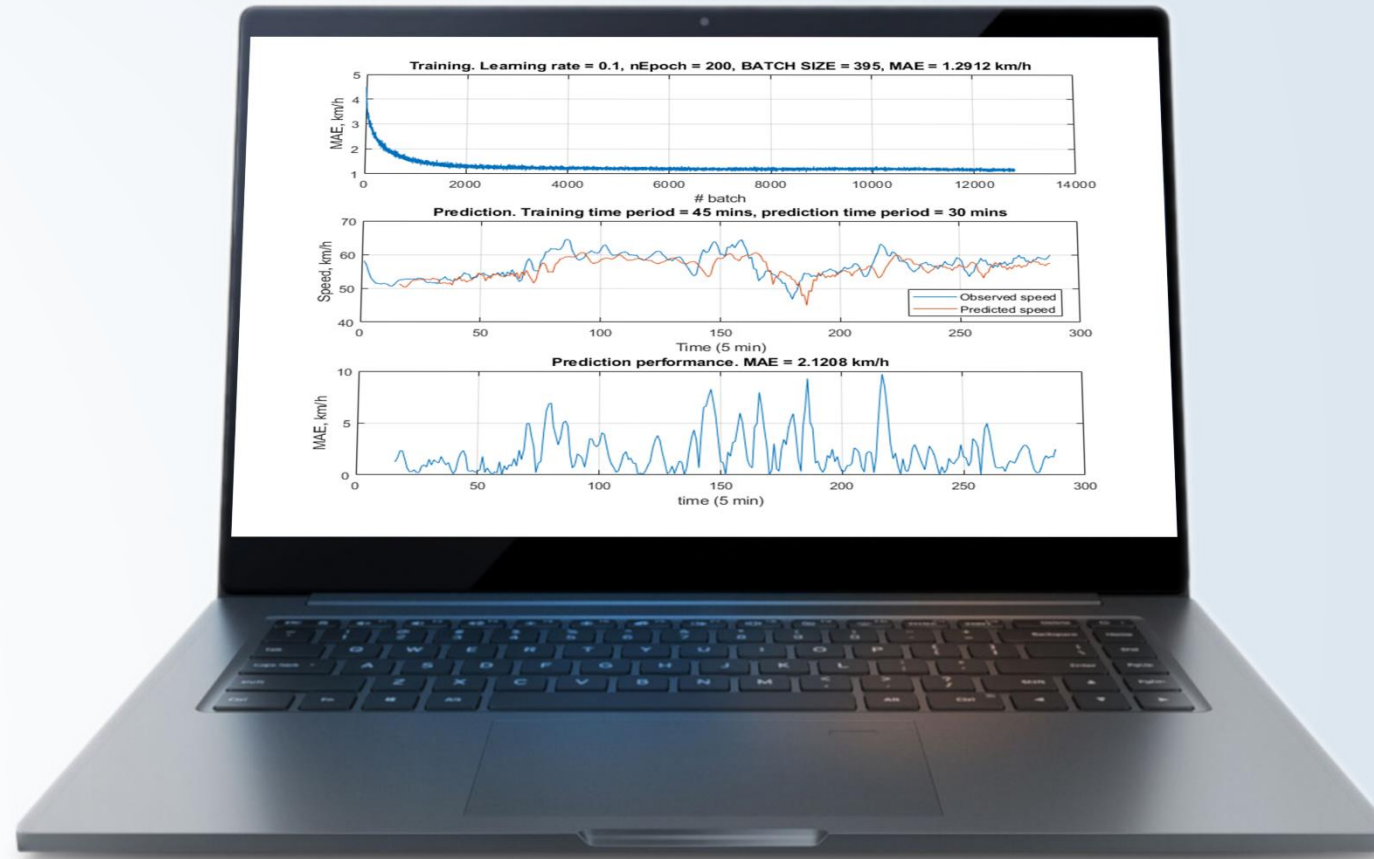 Training. Learning rate = 0.1, nEpoch = 200, BATCH SIZE = 395, MAE = 1.2912 km/h
MAE, km/h
5
4
3
2
1
0 2000 4000 6000 8000 10000 12000 14000
# batch
Prediction. Training time period = 45 mins, prediction time period = 30 mins
Speed, km/h
70
60
50
40
Observed speed
Predicted speed
0 50 100 150 200 250 300
Time (5 min)
Prediction performance. MAE = 2.1208 km/h
MAE, km/h
10
5
0
0 50 100 150 200 250 300
time (5 min)
Q W E R T Y U I O P
A S D F G H J K L
Z X C V B N M